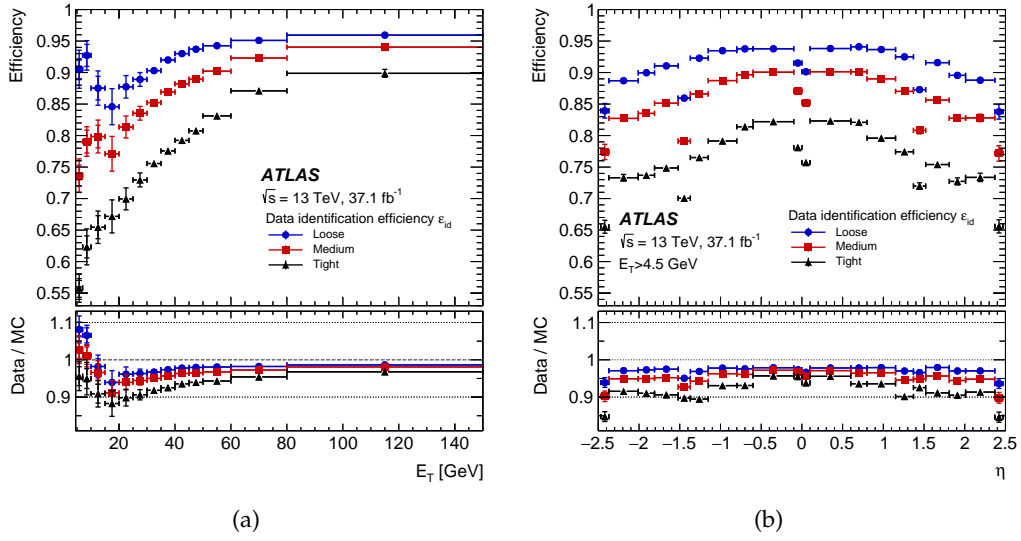 Efficiency
1
0.95
0.9
0.85
0.8
0.75
0.7
0.65
0.6
0.55
ATLAS
√s = 13 TeV, 37.1 fb-1
Data identification efficiency εid
Loose
Medium
Tight
Data / MC
1.1
1
0.9
20 40 60 80 100 120 140
ET [GeV]
(a)
Efficiency
1
0.95
0.9
0.85
0.8
0.75
0.7
0.65
0.6
0.55
ATLAS
√s = 13 TeV, 37.1 fb-1
ET>4.5 GeV
Data identification efficiency εid
Loose
Medium
Tight
Data / MC
1.1
1
0.9
−2.5 −2 −1.5 −1 −0.5 0 0.5 1 1.5 2 2.5
η
(b)